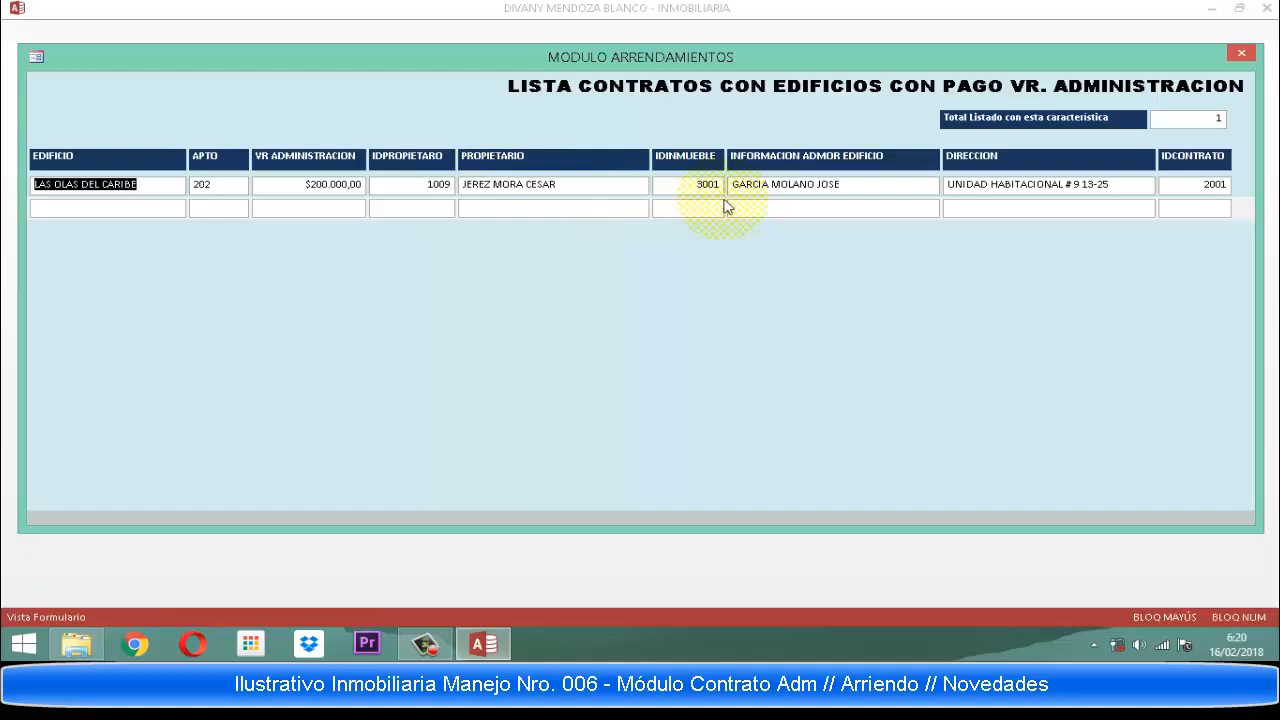 DIVANY MENDOZA BLANCO - INMOBILIARIA
MODULO ARRENDAMIENTOS
LISTA CONTRATOS CON EDIFICIOS CON PAGO VR. ADMINISTRACION
Total Listado con esta caracteristica 1
EDIFICIO APTO VR ADMINISTRACION IDPROPIETARO PROPIETARIO IDINMUEBLE INFORMACION ADMOR EDIFICIO DIRECCION IDCONTRATO
LAS OLAS DEL CARIBE 202 $200.000,00 1009 JEREZ MORA CESAR 3001 GARCIA MOLANO JOSE UNIDAD HABITACIONAL # 9 13-25 2001
Vista Formulario BLOQ MAYÚS BLOQ NUM
Pr
6:20
16/02/2018
Ilustrativo Inmobiliaria Manejo Nro. 006 - Módulo Contrato Adm // Arriendo // Novedades